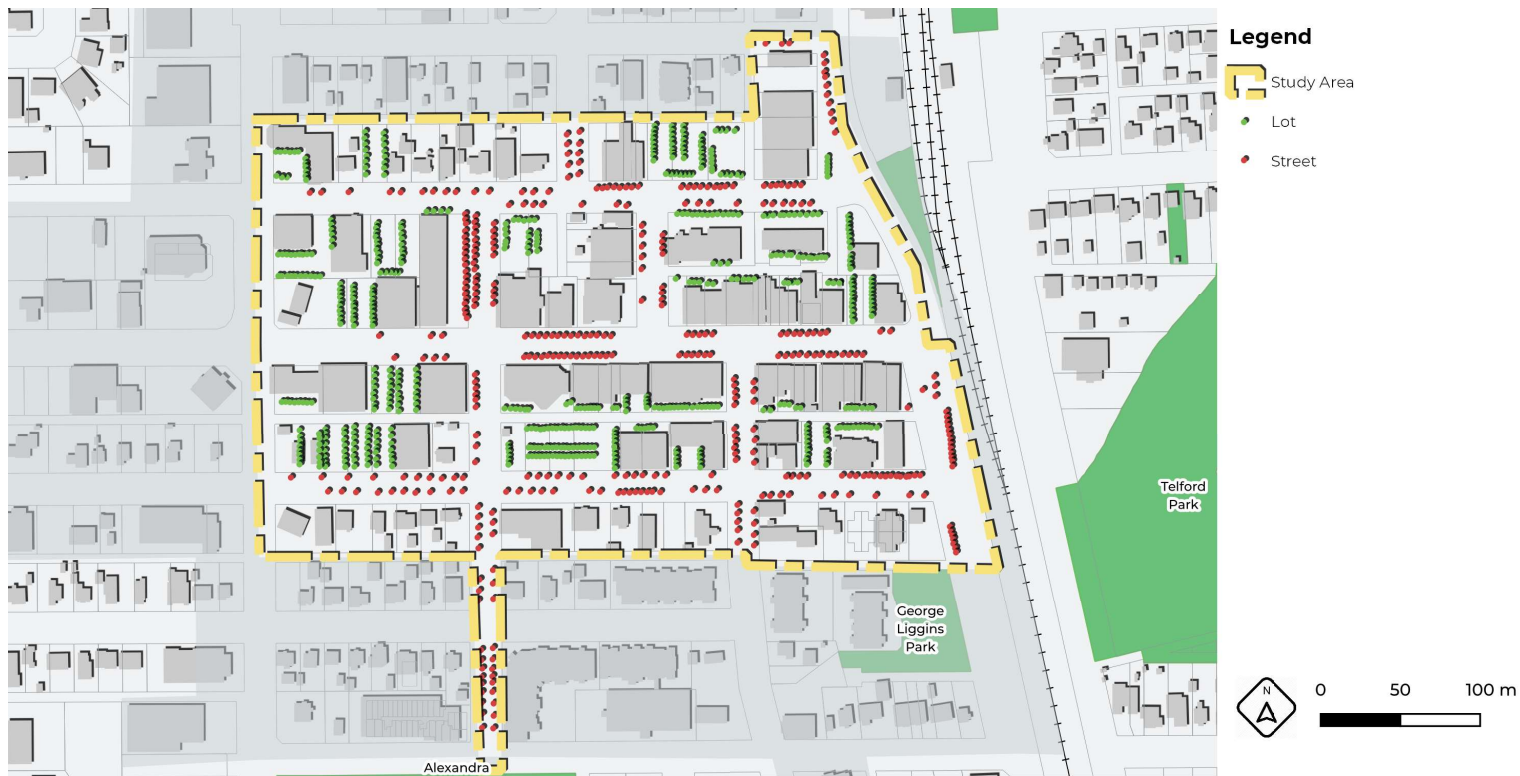 Legend
Study Area
Lot
Street
Telford
Park
George
Liggins
Park
N
0 50 100 m
Alexandra